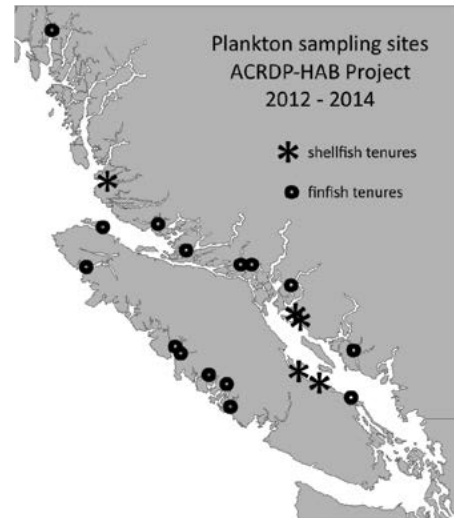 Plankton sampling sites
ACRDP-HAB Project
2012 - 2014
shellfish tenures
finfish tenures